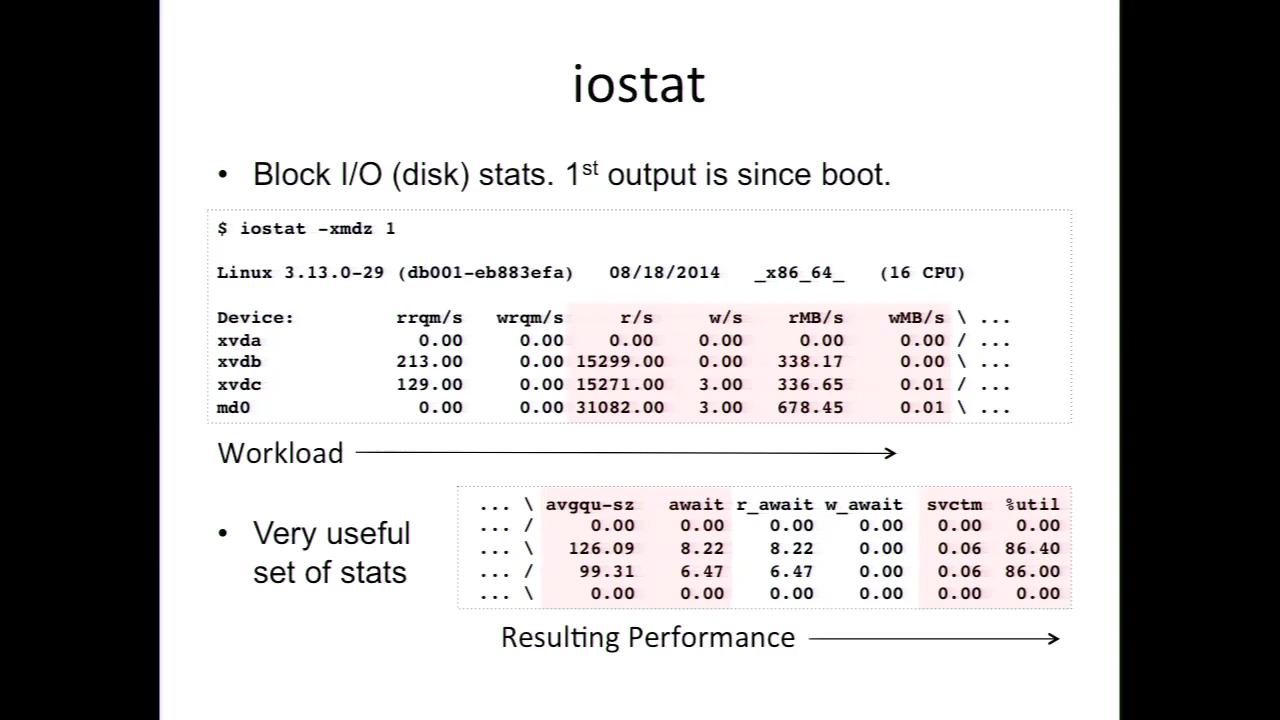 iostat
• Block I/O (disk) stats. 1st output is since boot.
$ iostat -xmdz 1
Linux 3.13.0-29 (db001-eb883efa) 08/18/2014 _x86_64_ (16 CPU)
Device: rrqm/s wrqm/s r/s w/s rMB/s wMB/s \ ...
xvda 0.00 0.00 0.00 0.00 0.00 0.00 / ...
xvdb 213.00 0.00 15299.00 0.00 338.17 0.00 \ ...
xvdc 129.00 0.00 15271.00 3.00 336.65 0.01 / ...
md0 0.00 0.00 31082.00 3.00 678.45 0.01 \ ...
Workload
... \ avgqu-sz await r_await w_await svctm %util
... / 0.00 0.00 0.00 0.00 0.00 0.00
... \ 126.09 8.22 8.22 0.00 0.06 86.40
... / 99.31 6.47 6.47 0.00 0.06 86.00
... \ 0.00 0.00 0.00 0.00 0.00 0.00
• Very useful
set of stats
Resulting Performance